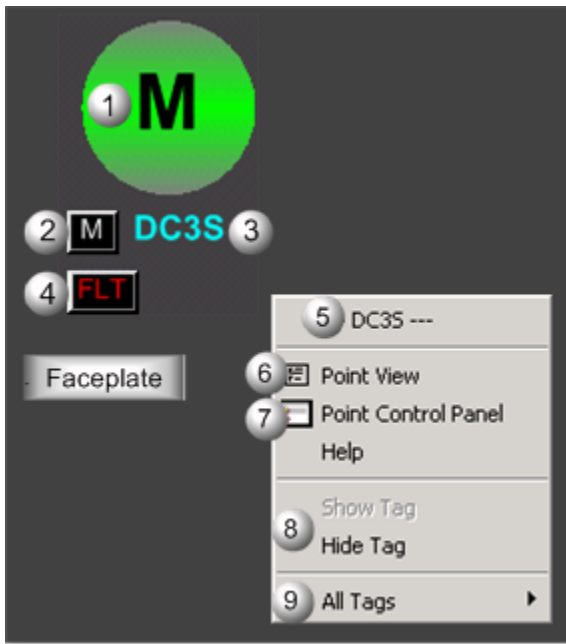 1 M
2 M DC3S 3
4 FLT
5 DC3S ---
Faceplate
6 Point View
7 Point Control Panel
Help
Show Tag
8
Hide Tag
9 All Tags